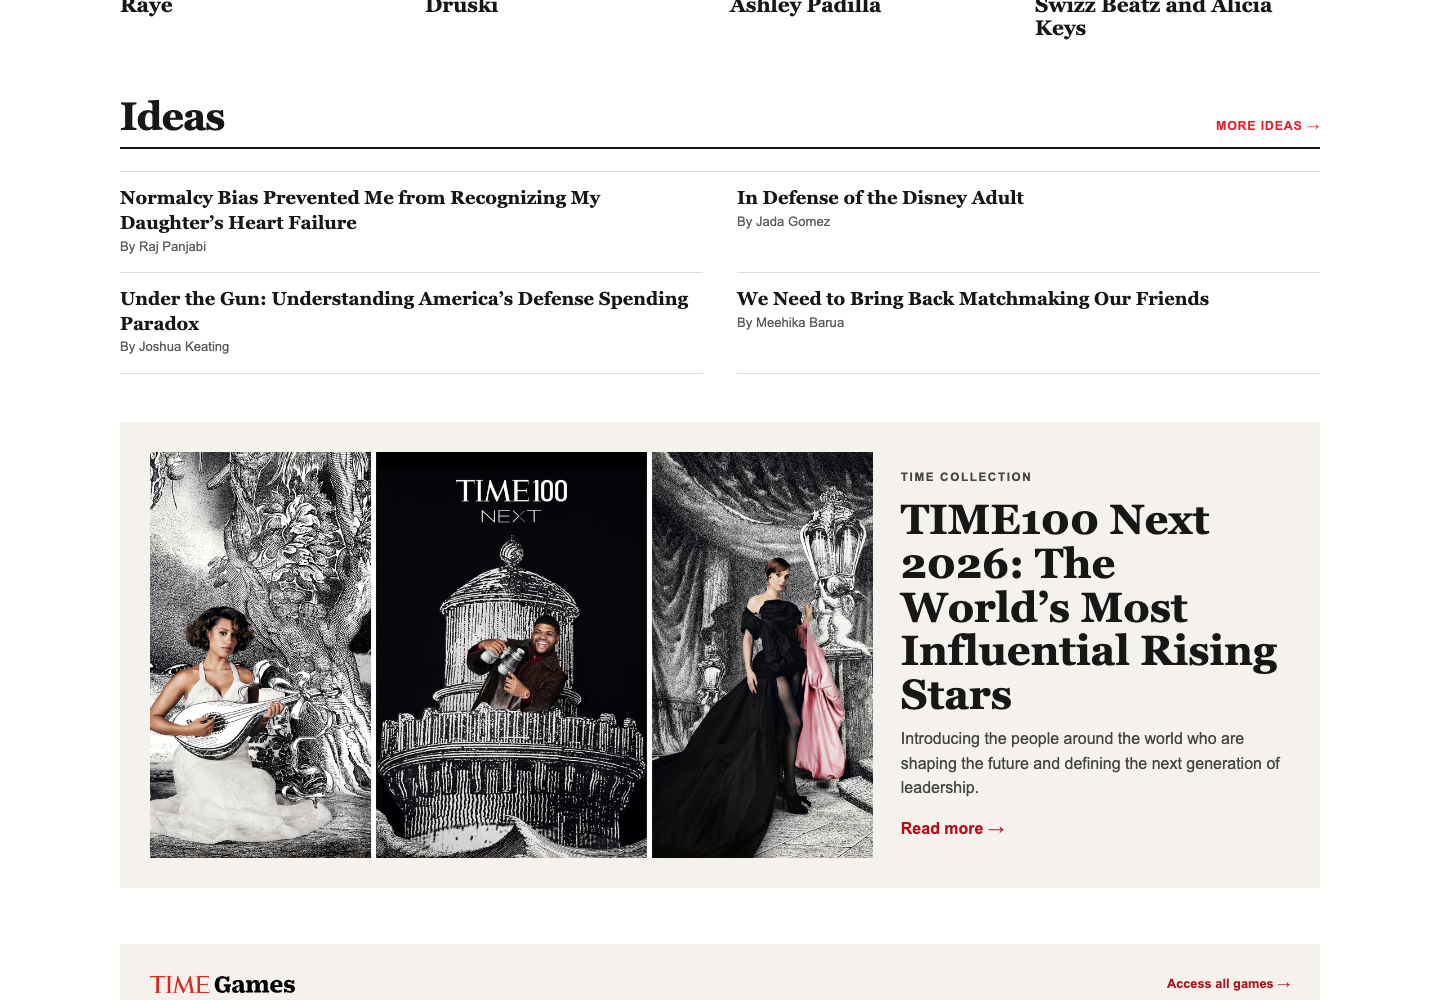 Raye
Druski
Ashley Padilla
Swizz Beatz and Alicia
Keys
Ideas
MORE IDEAS →
Normalcy Bias Prevented Me from Recognizing My
Daughter’s Heart Failure
By Raj Panjabi
In Defense of the Disney Adult
By Jada Gomez
Under the Gun: Understanding America’s Defense Spending
Paradox
By Joshua Keating
We Need to Bring Back Matchmaking Our Friends
By Meehika Barua
TIME100
NEXT
TIME COLLECTION
TIME100 Next
2026: The
World’s Most
Influential Rising
Stars
Introducing the people around the world who are
shaping the future and defining the next generation of
leadership.
Read more →
TIME Games
Access all games →